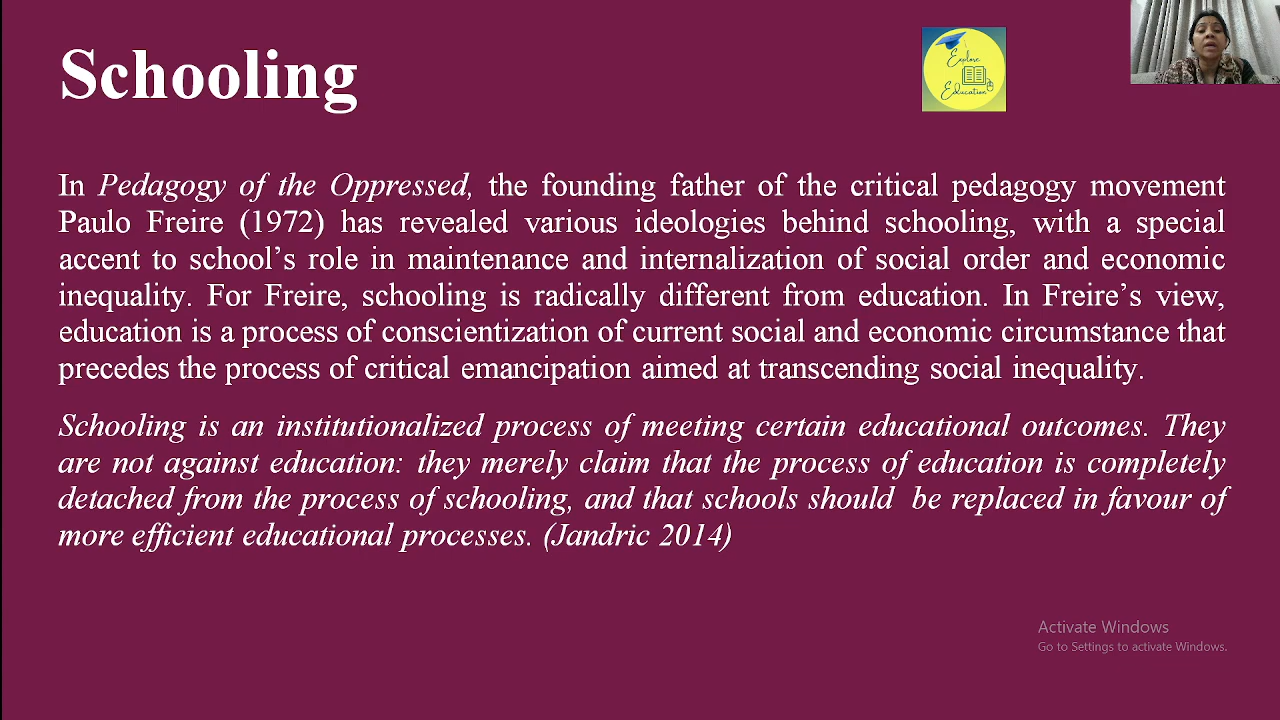 Schooling
Explore
Education
In Pedagogy of the Oppressed, the founding father of the critical pedagogy movement
Paulo Freire (1972) has revealed various ideologies behind schooling, with a special
accent to school’s role in maintenance and internalization of social order and economic
inequality. For Freire, schooling is radically different from education. In Freire’s view,
education is a process of conscientization of current social and economic circumstance that
precedes the process of critical emancipation aimed at transcending social inequality.
Schooling is an institutionalized process of meeting certain educational outcomes. They
are not against education: they merely claim that the process of education is completely
detached from the process of schooling, and that schools should be replaced in favour of
more efficient educational processes. (Jandric 2014)
Activate Windows
Go to Settings to activate Windows.